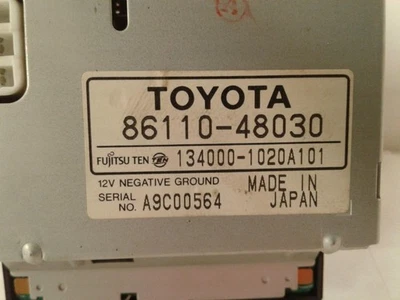 TOYOTA
86110-48030
FUJITSU TEN 134000-1020A101
12V NEGATIVE GROUND MADE IN
SERIAL NO. A9C00564 JAPAN